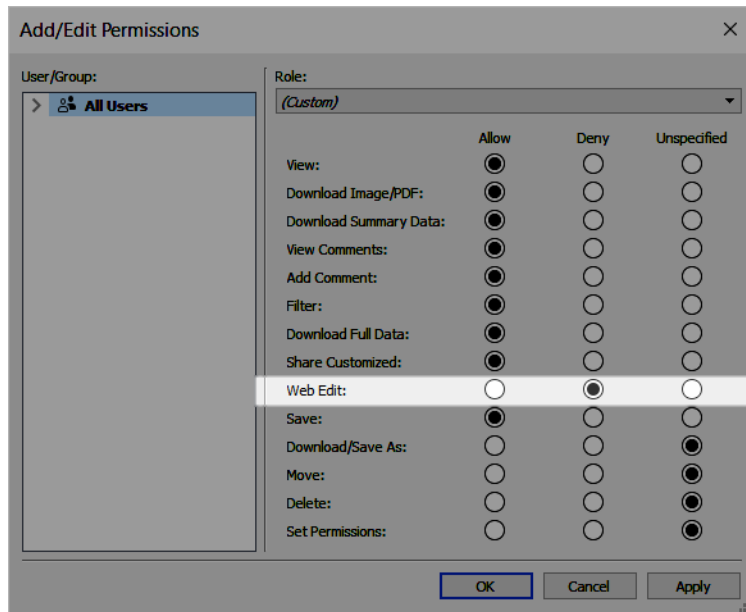 Add/Edit Permissions
User/Group:
All Users
Role:
(Custom)
Allow Deny Unspecified
View:
Download Image/PDF:
Download Summary Data:
View Comments:
Add Comment:
Filter:
Download Full Data:
Share Customized:
Web Edit:
Save:
Download/Save As:
Move:
Delete:
Set Permissions:
OK Cancel Apply